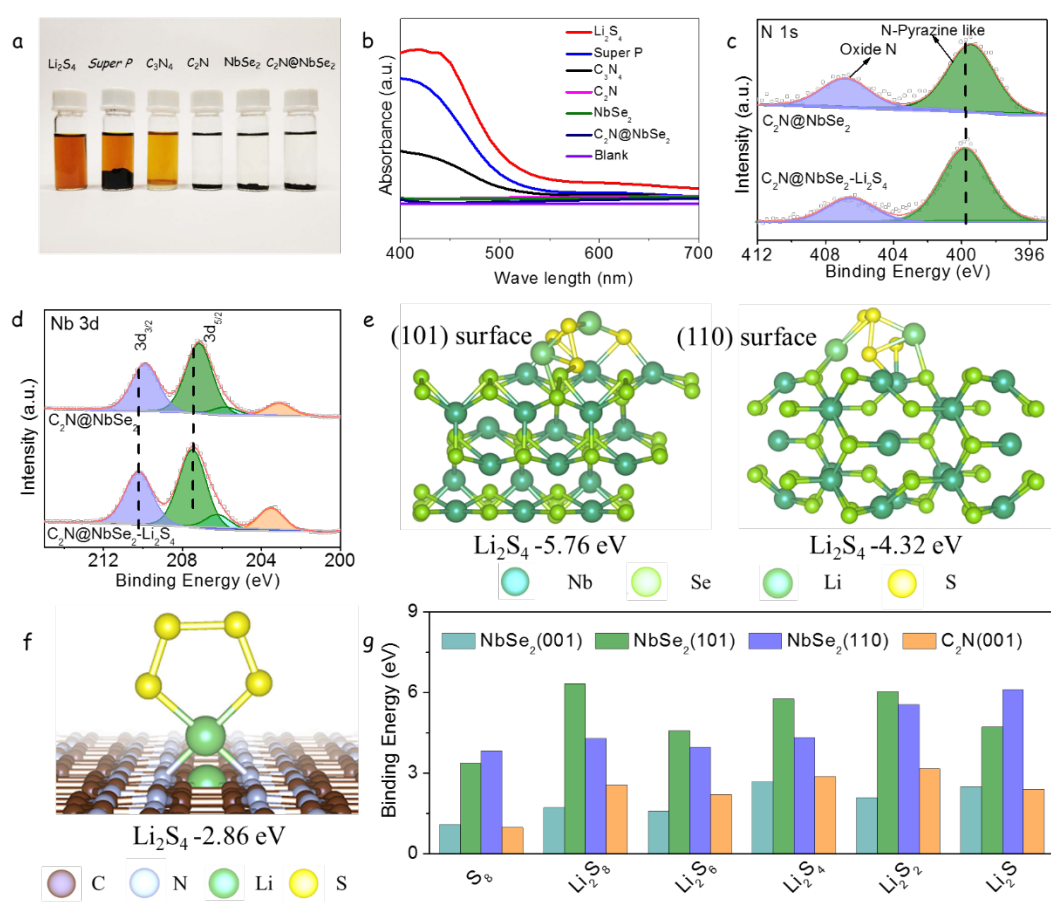 a
Li₂S₄ Super P C₃N₄ C₂N NbSe₂ C₂N@NbSe₂
b
Absorbance (a.u.)
Li₂S₄
Super P
C₃N₄
C₂N
NbSe₂
C₂N@NbSe₂
Blank
400 500 600 700
Wave length (nm)
c
N 1s
N-Pyrazine like
Oxide N
Intensity (a.u.)
C₂N@NbSe₂
C₂N@NbSe₂-Li₂S₄
412 408 404 400 396
Binding Energy (eV)
d
Nb 3d
3d₃/₂
3d₅/₂
Intensity (a.u.)
C₂N@NbSe₂
C₂N@NbSe₂-Li₂S₄
212 208 204 200
Binding Energy (eV)
e
(101) surface
(110) surface
Li₂S₄ -5.76 eV
Li₂S₄ -4.32 eV
Nb Se Li S
f
Li₂S₄ -2.86 eV
C N Li S
g
Binding Energy (eV)
9
6
3
0
NbSe₂(001) NbSe₂(101) NbSe₂(110) C₂N(001)
S₈ Li₂S₈ Li₂S₆ Li₂S₄ Li₂S₂ Li₂S